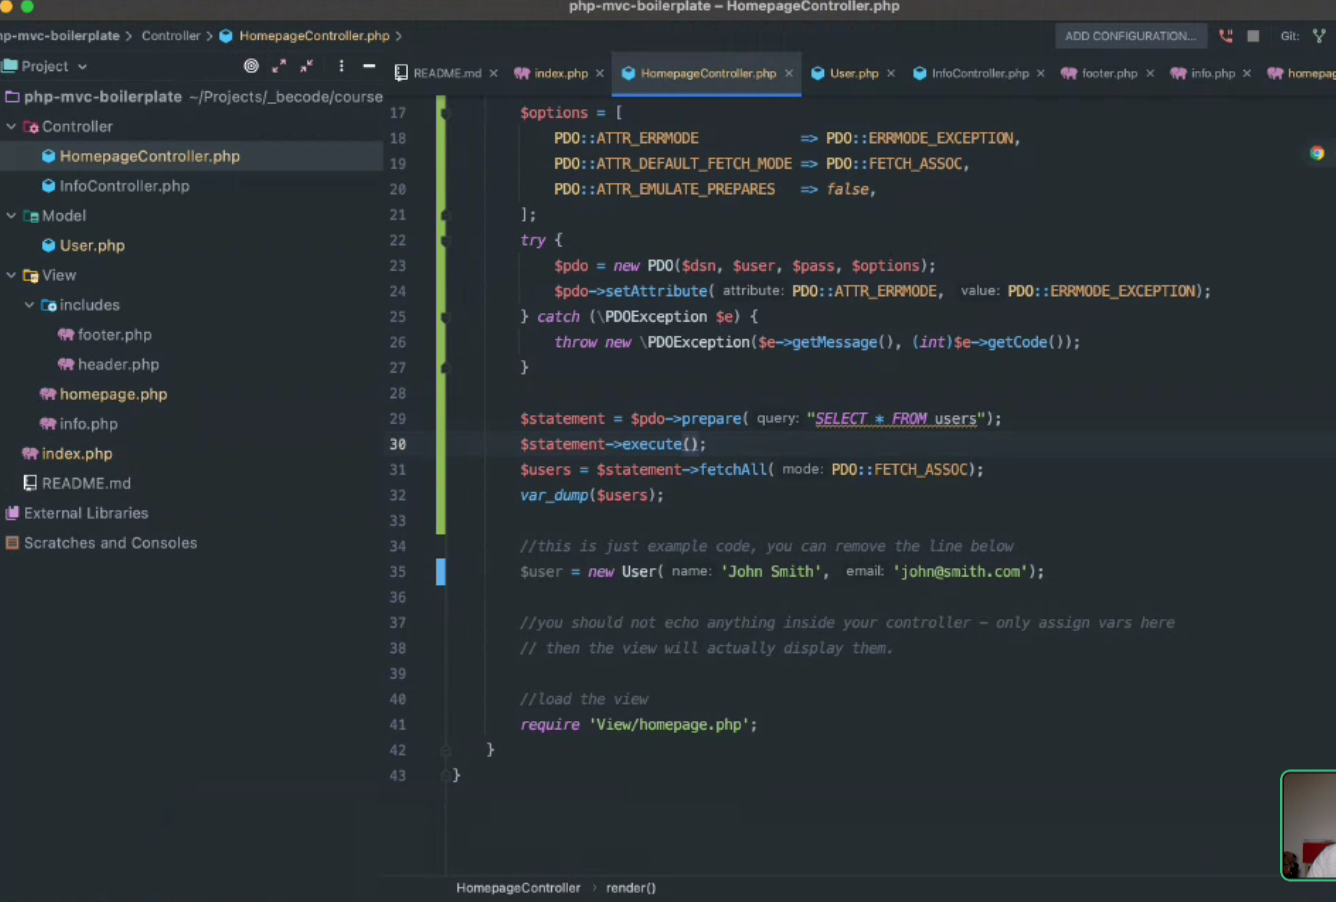 php-mvc-boilerplate – HomepageController.php
np-mvc-boilerplate > Controller > HomepageController.php >
ADD CONFIGURATION...
Git:
Project
README.md × index.php × HomepageController.php × User.php × InfoController.php × footer.php × info.php × homepag
php-mvc-boilerplate ~/Projects/_becode/course
Controller
HomepageController.php
InfoController.php
Model
User.php
View
includes
footer.php
header.php
homepage.php
info.php
index.php
README.md
External Libraries
Scratches and Consoles
17 $options = [
18 PDO::ATTR_ERRMODE => PDO::ERRMODE_EXCEPTION,
19 PDO::ATTR_DEFAULT_FETCH_MODE => PDO::FETCH_ASSOC,
20 PDO::ATTR_EMULATE_PREPARES => false,
21 ];
22 try {
23 $pdo = new PDO($dsn, $user, $pass, $options);
24 $pdo->setAttribute( attribute: PDO::ATTR_ERRMODE, value: PDO::ERRMODE_EXCEPTION);
25 } catch (\PDOException $e) {
26 throw new \PDOException($e->getMessage(), (int)$e->getCode());
27 }
28
29 $statement = $pdo->prepare( query: "SELECT * FROM users");
30 $statement->execute();
31 $users = $statement->fetchAll( mode: PDO::FETCH_ASSOC);
32 var_dump($users);
33
34 //this is just example code, you can remove the line below
35 $user = new User( name: 'John Smith', email: 'john@smith.com');
36
37 //you should not echo anything inside your controller - only assign vars here
38 // then the view will actually display them.
39
40 //load the view
41 require 'View/homepage.php';
42 }
43 }
HomepageController > render()